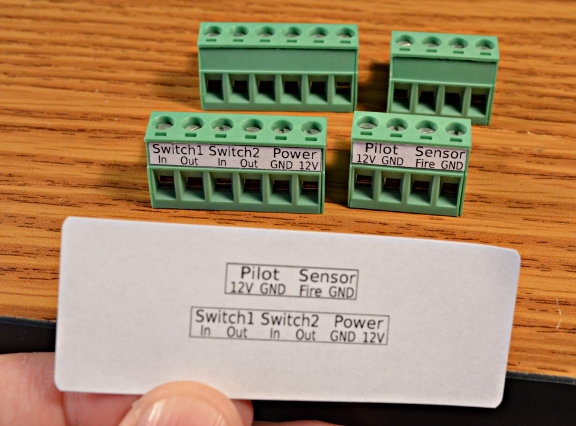 Switch1 Switch2 Power
In Out In Out GND 12V
Pilot Sensor
12V GND Fire GND
Pilot Sensor
12V GND Fire GND
Switch1 Switch2 Power
In Out In Out GND 12V